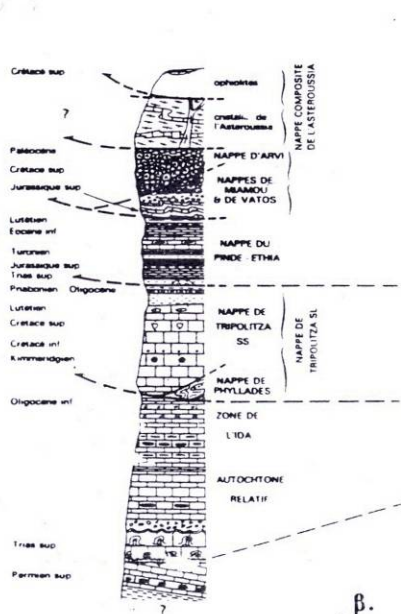 Crétacé sup
ophiolites
?
cristall. de
l'Asteroussia
NAPPE COMPOSITE
DE L'ASTEROUSSIA
Paléocène
NAPPE D'ARVI
Crétacé sup
NAPPES DE
MIAMOU
& DE VATOS
Jurassique sup
Lutétien
Eocène inf
NAPPE DU
PINDE-ETHIA
Turonien
Jurassique sup
Trias sup
Priabonien Oligocène
Lutétien
NAPPE DE
TRIPOLITZA
SS
Crétacé sup
NAPPE DE
TRIPOLITZA SL
Crétacé inf
Kimmeridgien
NAPPE DE
PHYLLADES
Oligocène inf
ZONE DE
L'IDA
AUTOCHTONE
RELATIF
Trias sup
Permien sup
?
β.